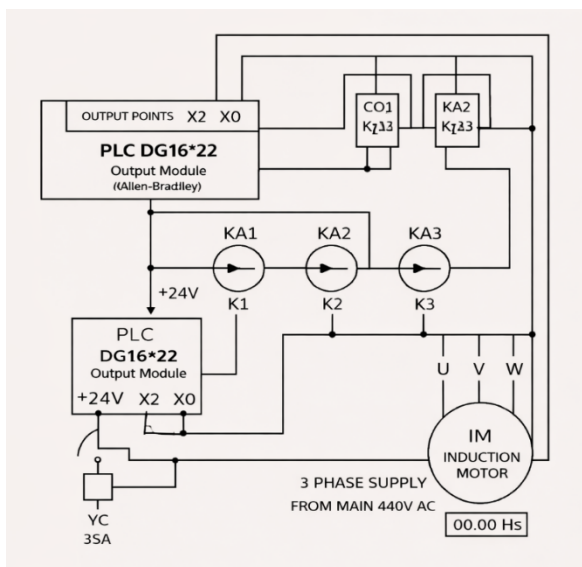 OUTPUT POINTS X2 X0
PLC DG16*22
Output Module
((Allen-Bradiley)
CO1
KA2
KA1 KA2 KA3
K1 K2 K3
+24V
PLC
DG16*22
Output Module
+24V X2 X0
U V W
IM
INDUCTION
MOTOR
3 PHASE SUPPLY
FROM MAIN 440V AC
00.00 Hs
YC
3SA